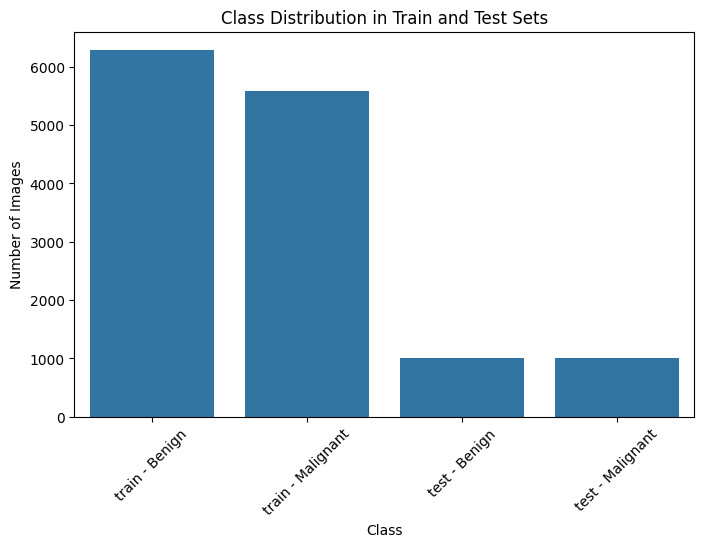 Class Distribution in Train and Test Sets
Number of Images
6000
5000
4000
3000
2000
1000
0
train - Benign
train - Malignant
test - Benign
test - Malignant
Class